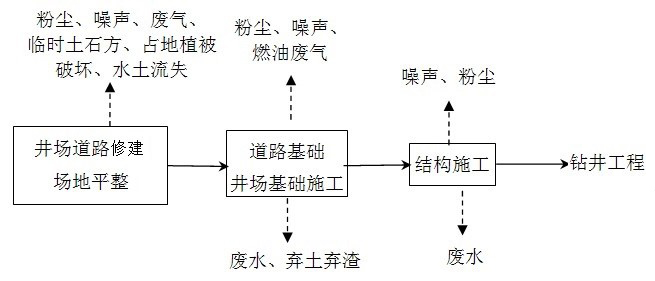 粉尘、噪声、废气、
临时土石方、占地植被
破坏、水土流失
粉尘、噪声、
燃油废气
噪声、粉尘
井场道路修建
场地平整
道路基础
井场基础施工
结构施工
钻井工程
废水、弃土弃渣
废水